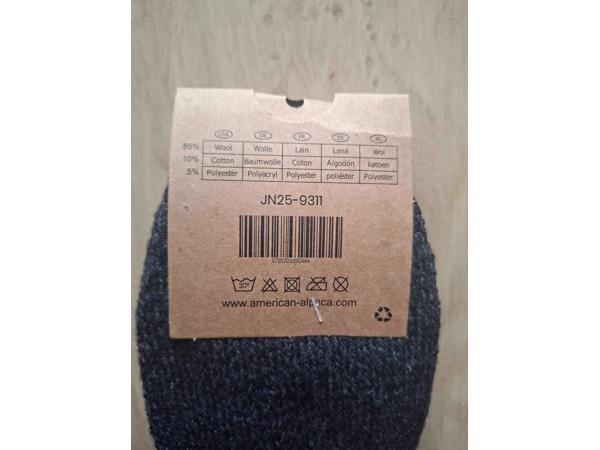 USA DE FR ES NL
85% Wool Wolle Lain Lana Wol
10% Cotton Baumwolle Coton Algodón katoen
5% Polyester Polyacryl Polyester poliéster Polyester
JN25-9311
30°
www.american-alpaca.com